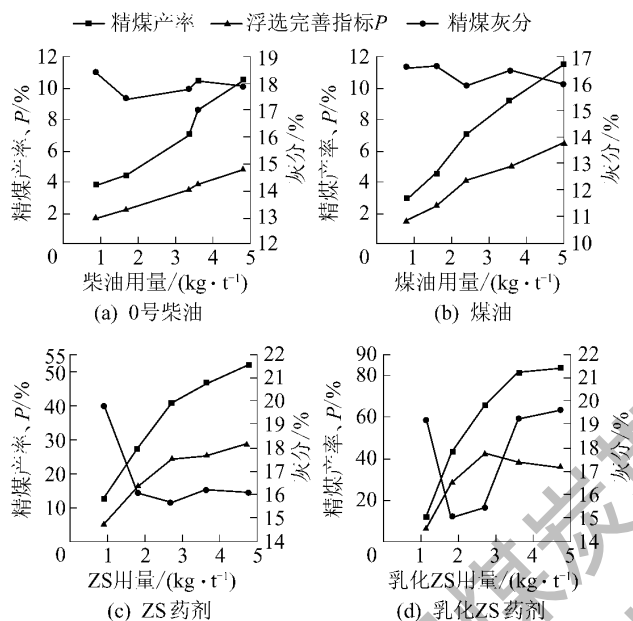 精煤产率 浮选完善指标P 精煤灰分
12
10
8
6
4
2
0
精煤产率、P/%
19
18
17
16
15
14
13
12
灰分/%
1 2 3 4 5
柴油用量/(kg·t⁻¹)
(a) 0号柴油
12
10
8
6
4
2
0
精煤产率、P/%
17
16
15
14
13
12
11
10
灰分/%
1 2 3 4 5
煤油用量/(kg·t⁻¹)
(b) 煤油
55
50
40
30
20
10
0
精煤产率、P/%
22
21
20
19
18
17
16
15
14
灰分/%
1 2 3 4 5
ZS用量/(kg·t⁻¹)
(c) ZS药剂
90
80
60
40
20
0
精煤产率、P/%
22
21
20
19
18
17
16
15
14
灰分/%
1 2 3 4 5
乳化ZS用量/(kg·t⁻¹)
(d) 乳化ZS药剂
煤炭